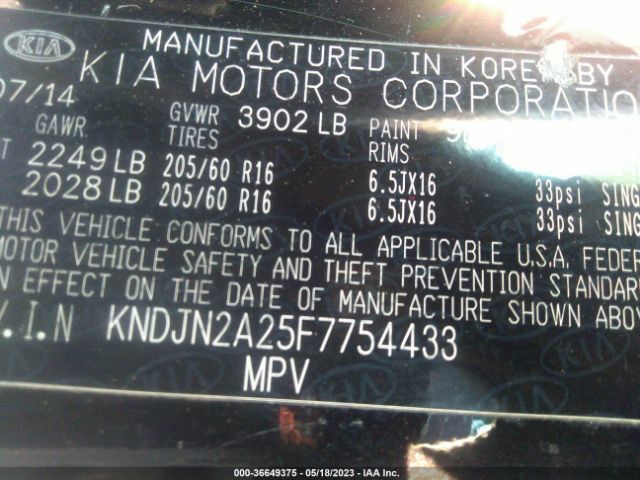 KIA
MANUFACTURED IN KOREA BY
KIA MOTORS CORPORATION
07/14 GVWR 3902 LB PAINT
GAWR TIRES RIMS
T 2249 LB 205/60 R16 6.5JX16 33psi SING
2028 LB 205/60 R16 6.5JX16 33psi SING
THIS VEHICLE CONFORMS TO ALL APPLICABLE U.S.A. FEDER
MOTOR VEHICLE SAFETY AND THEFT PREVENTION STANDAR
N EFFECT ON THE DATE OF MANUFACTURE SHOWN ABOV
V.I.N KNDJN2A25F7754433
MPV
000-36649375 - 05/18/2023 - IAA Inc.